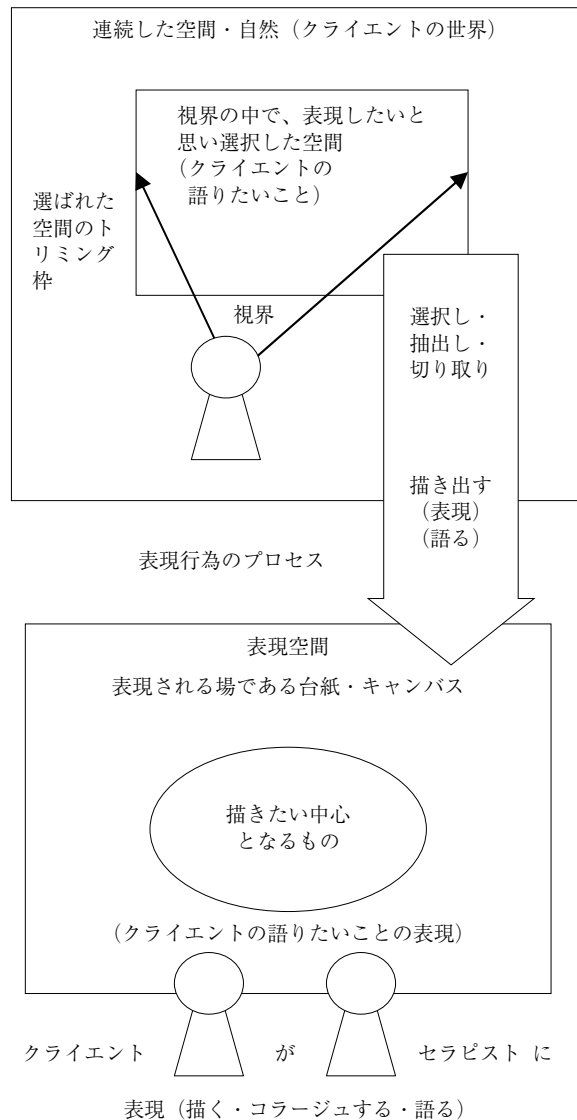 連続した空間・自然（クライエントの世界）
視界の中で、表現したいと
思い選択した空間
（クライエントの
語りたいこと）
選ばれた
空間のト
リミング
枠
視界
選択し・
抽出し・
切り取り
描き出す
（表現）
（語る）
表現行為のプロセス
表現空間
表現される場である台紙・キャンバス
描きたい中心
となるもの
（クライエントの語りたいことの表現）
クライエント が セラピスト に
表現（描く・コラージュする・語る）